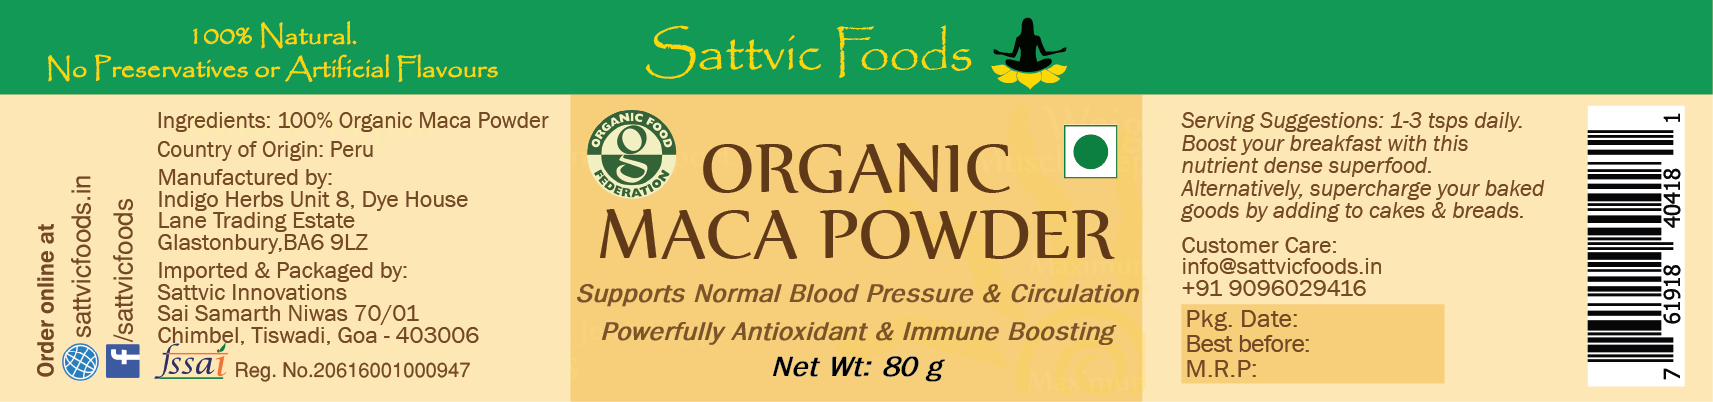 100% Natural.
No Preservatives or Artificial Flavours
Sattvic Foods
Order online at
sattvicfoods.in
/sattvicfoods
Ingredients: 100% Organic Maca Powder
Country of Origin: Peru
Manufactured by:
Indigo Herbs Unit 8, Dye House
Lane Trading Estate
Glastonbury,BA6 9LZ
Imported & Packaged by:
Sattvic Innovations
Sai Samarth Niwas 70/01
Chimbel, Tiswadi, Goa - 403006
fssai Reg. No.20616001000947
ORGANIC FOOD
FEDERATION
ORGANIC
MACA POWDER
Supports Normal Blood Pressure & Circulation
Powerfully Antioxidant & Immune Boosting
Net Wt: 80 g
Serving Suggestions: 1-3 tsps daily.
Boost your breakfast with this
nutrient dense superfood.
Alternatively, supercharge your baked
goods by adding to cakes & breads.
Customer Care:
info@sattvicfoods.in
+91 9096029416
Pkg. Date:
Best before:
M.R.P:
7 61918 40418 1